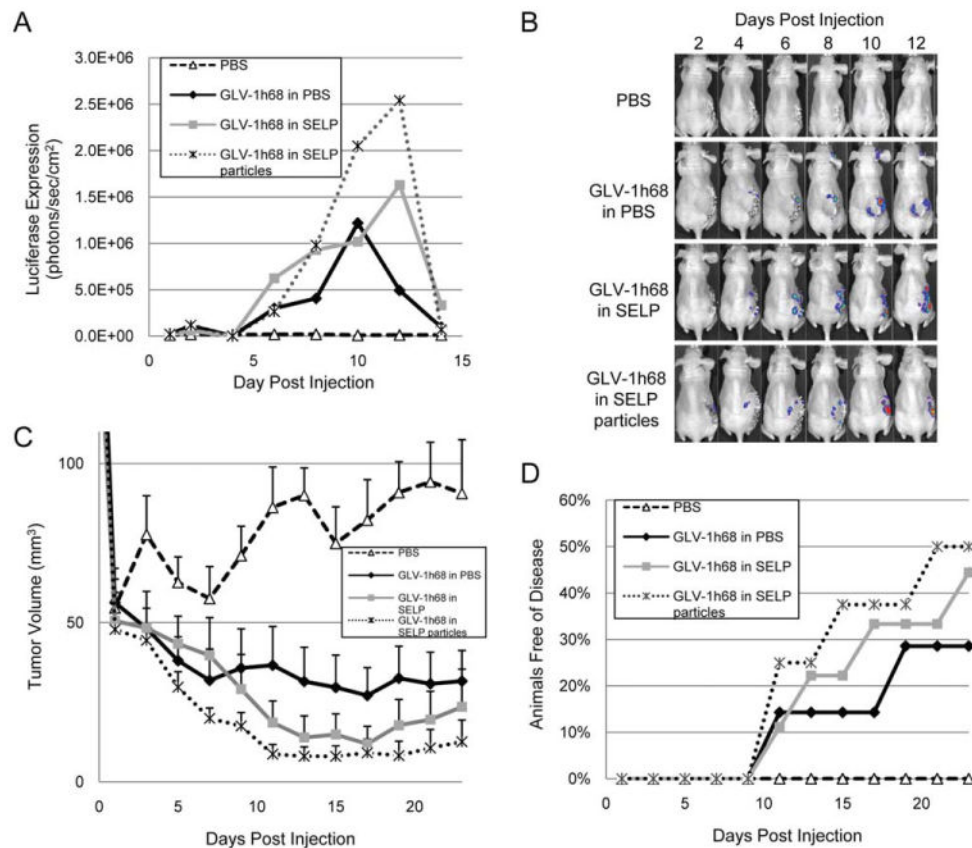 A
Luciferase Expression
(photons/sec/cm²)
3.0E+06
2.5E+06
2.0E+06
1.5E+06
1.0E+06
5.0E+05
0.0E+00
PBS
GLV-1h68 in PBS
GLV-1h68 in SELP
GLV-1h68 in SELP
particles
0 5 10 15
Day Post Injection
B
Days Post Injection
2 4 6 8 10 12
PBS
GLV-1h68
in PBS
GLV-1h68
in SELP
GLV-1h68
in SELP
particles
C
Tumor Volume (mm³)
100
50
0
PBS
GLV-1h68 in PBS
GLV-1h68 in
SELP
GLV-1h68 in
SELP particles
0 5 10 15 20
Days Post Injection
D
Animals Free of Disease
60%
50%
40%
30%
20%
10%
0%
PBS
GLV-1h68 in PBS
GLV-1h68 in SELP
GLV-1h68 in SELP
particles
0 5 10 15 20
Days Post Injection